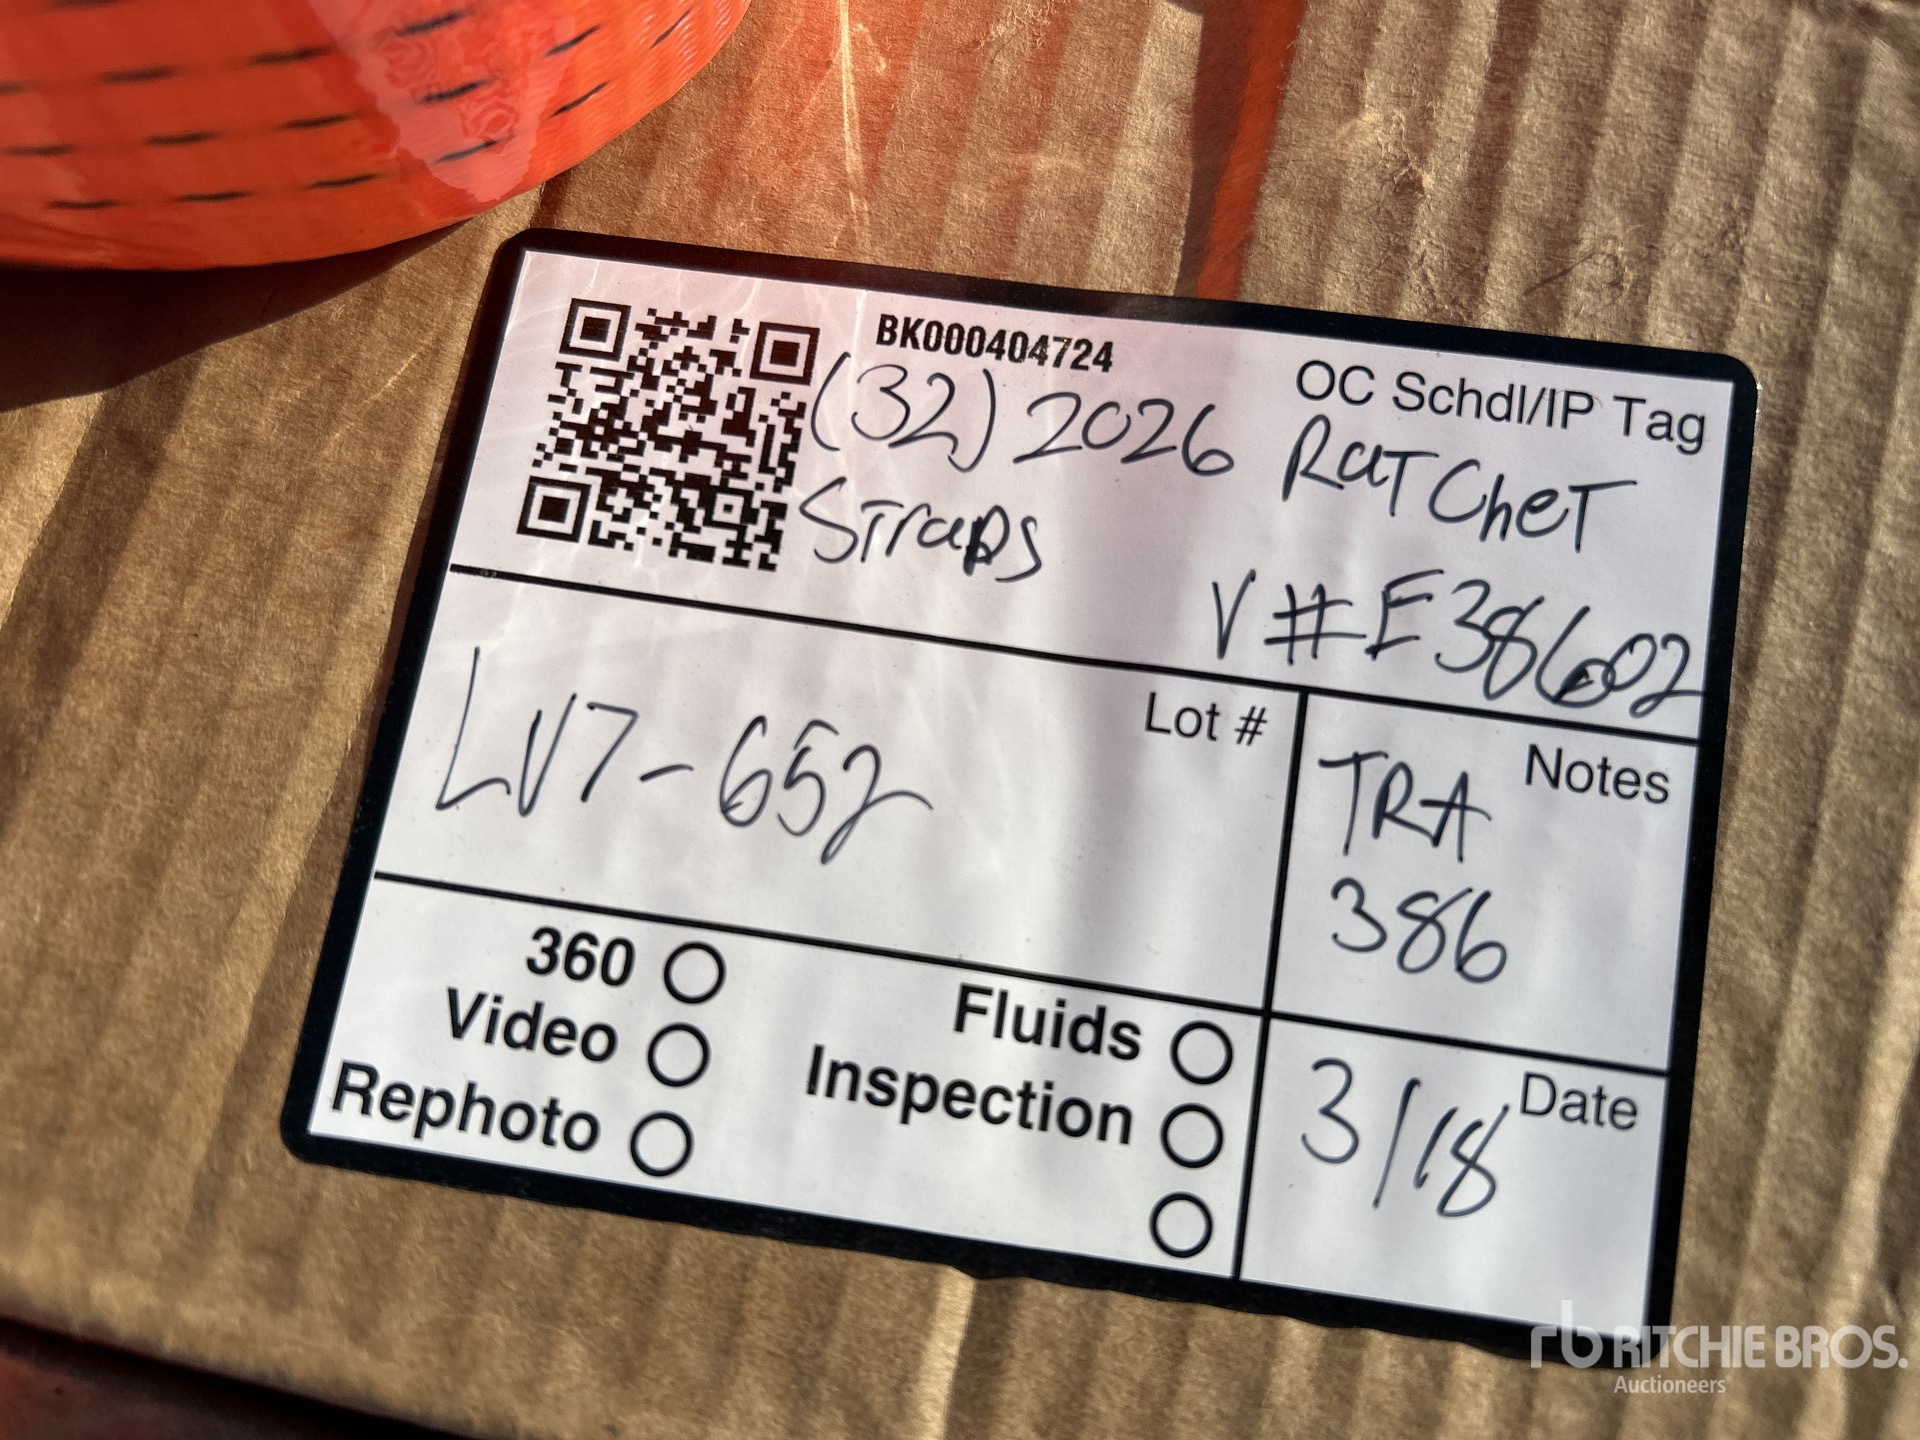 BK000404724
OC Schdl/IP Tag
(32) 2026 RatCheT
STraps
V#E38602
Lot #
LV7-652
Notes
TRA
386
360
Video
Rephoto
Fluids
Inspection
Date
3/18
rb RITCHIE BROS.
Auctioneers